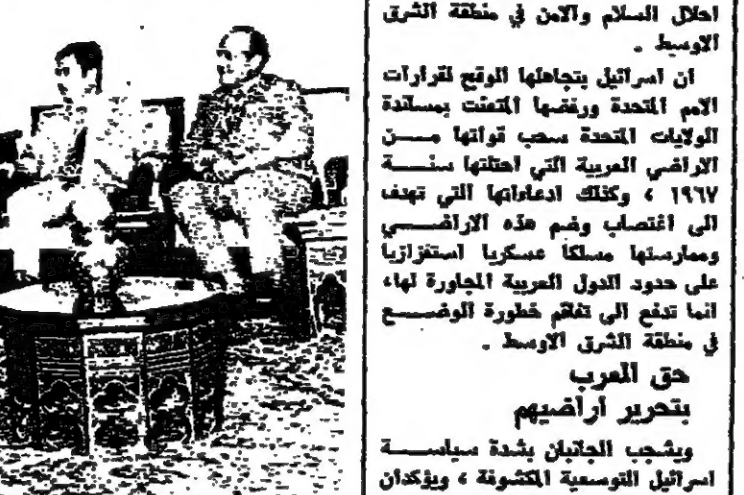 احلال السلام والامن في منطقة الشرق
الاوسط .
ان اسرائيل بتجاهلها الوقع لقرارات
الامم المتحدة ورفضها المتعنت بمساندة
الولايات المتحدة سحب قواتها مـــن
الاراضي العربية التي احتلتها سنـــة
١٩٦٧ ، وكذلك ادعاءاتها التي تهدف
الى اغتصاب وضم هذه الاراضـــي
وممارستها مسلكا عسكريا استفزازيا
على حدود الدول العربية المجاورة لها،
انما تدفع الى تفاقم خطورة الوضـــع
في منطقة الشرق الاوسط .
حق العرب
بتحرير اراضيهم
ويشجب الجانبان بشدة سياســـة
اسرائيل التوسعية المكشوفة ، ويؤكدان